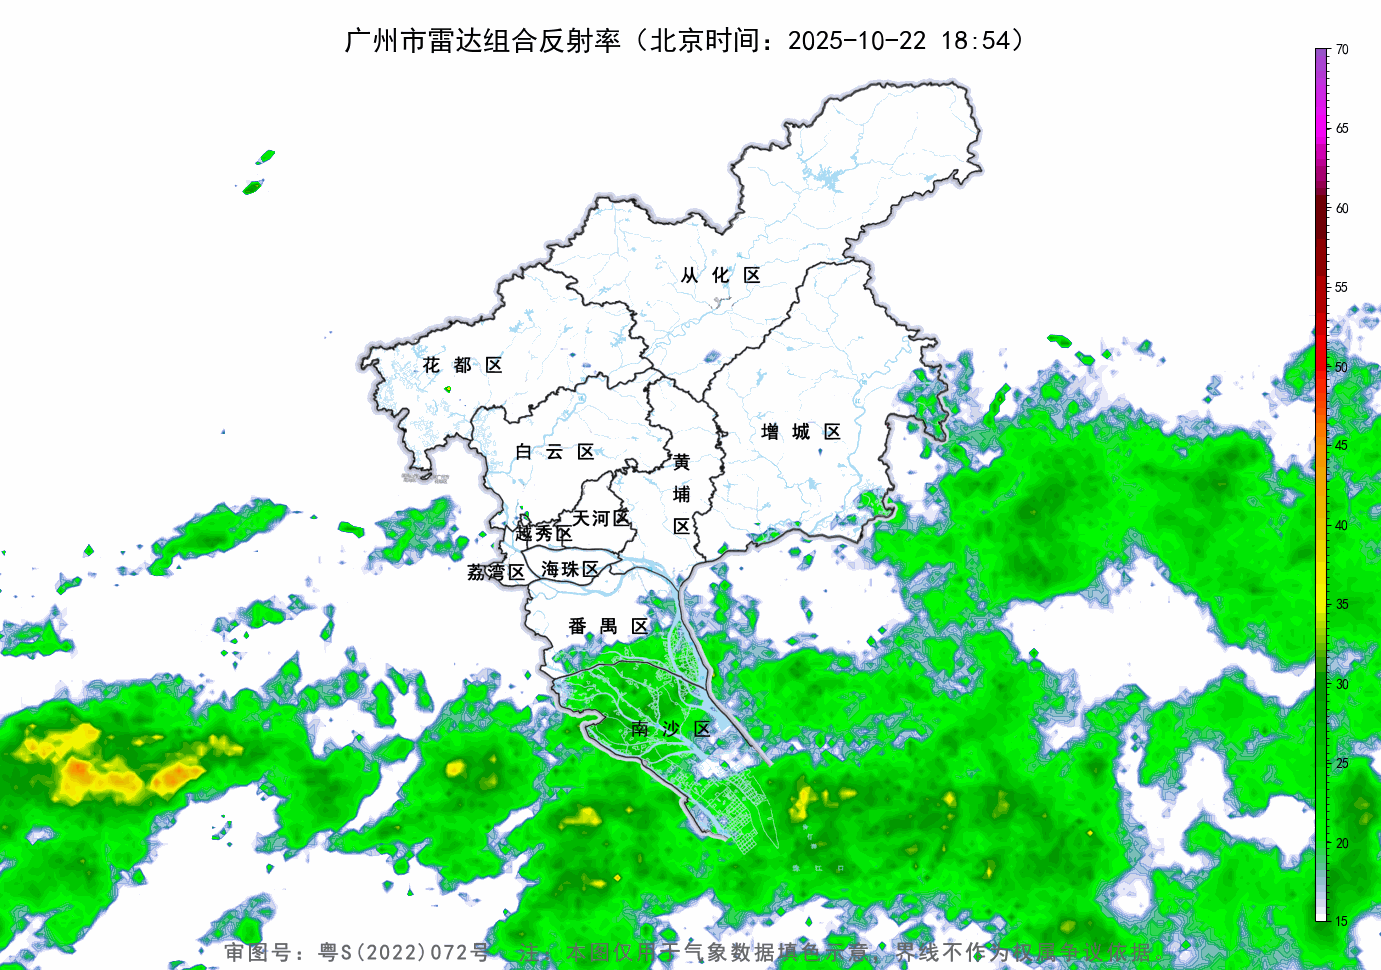 广州市雷达组合反射率（北京时间：2025-10-22 18:54）
70
65
60
55
50
45
40
35
30
25
20
15
从 化 区
花 都 区
增 城 区
白 云 区
黄
埔
区
天河区
越秀区
荔湾区
海珠区
番 禺 区
南 沙 区
珠 江 口
审图号：粤S(2022)072号 注：本图仅用于气象数据填色示意，界线不作为权属争议依据。